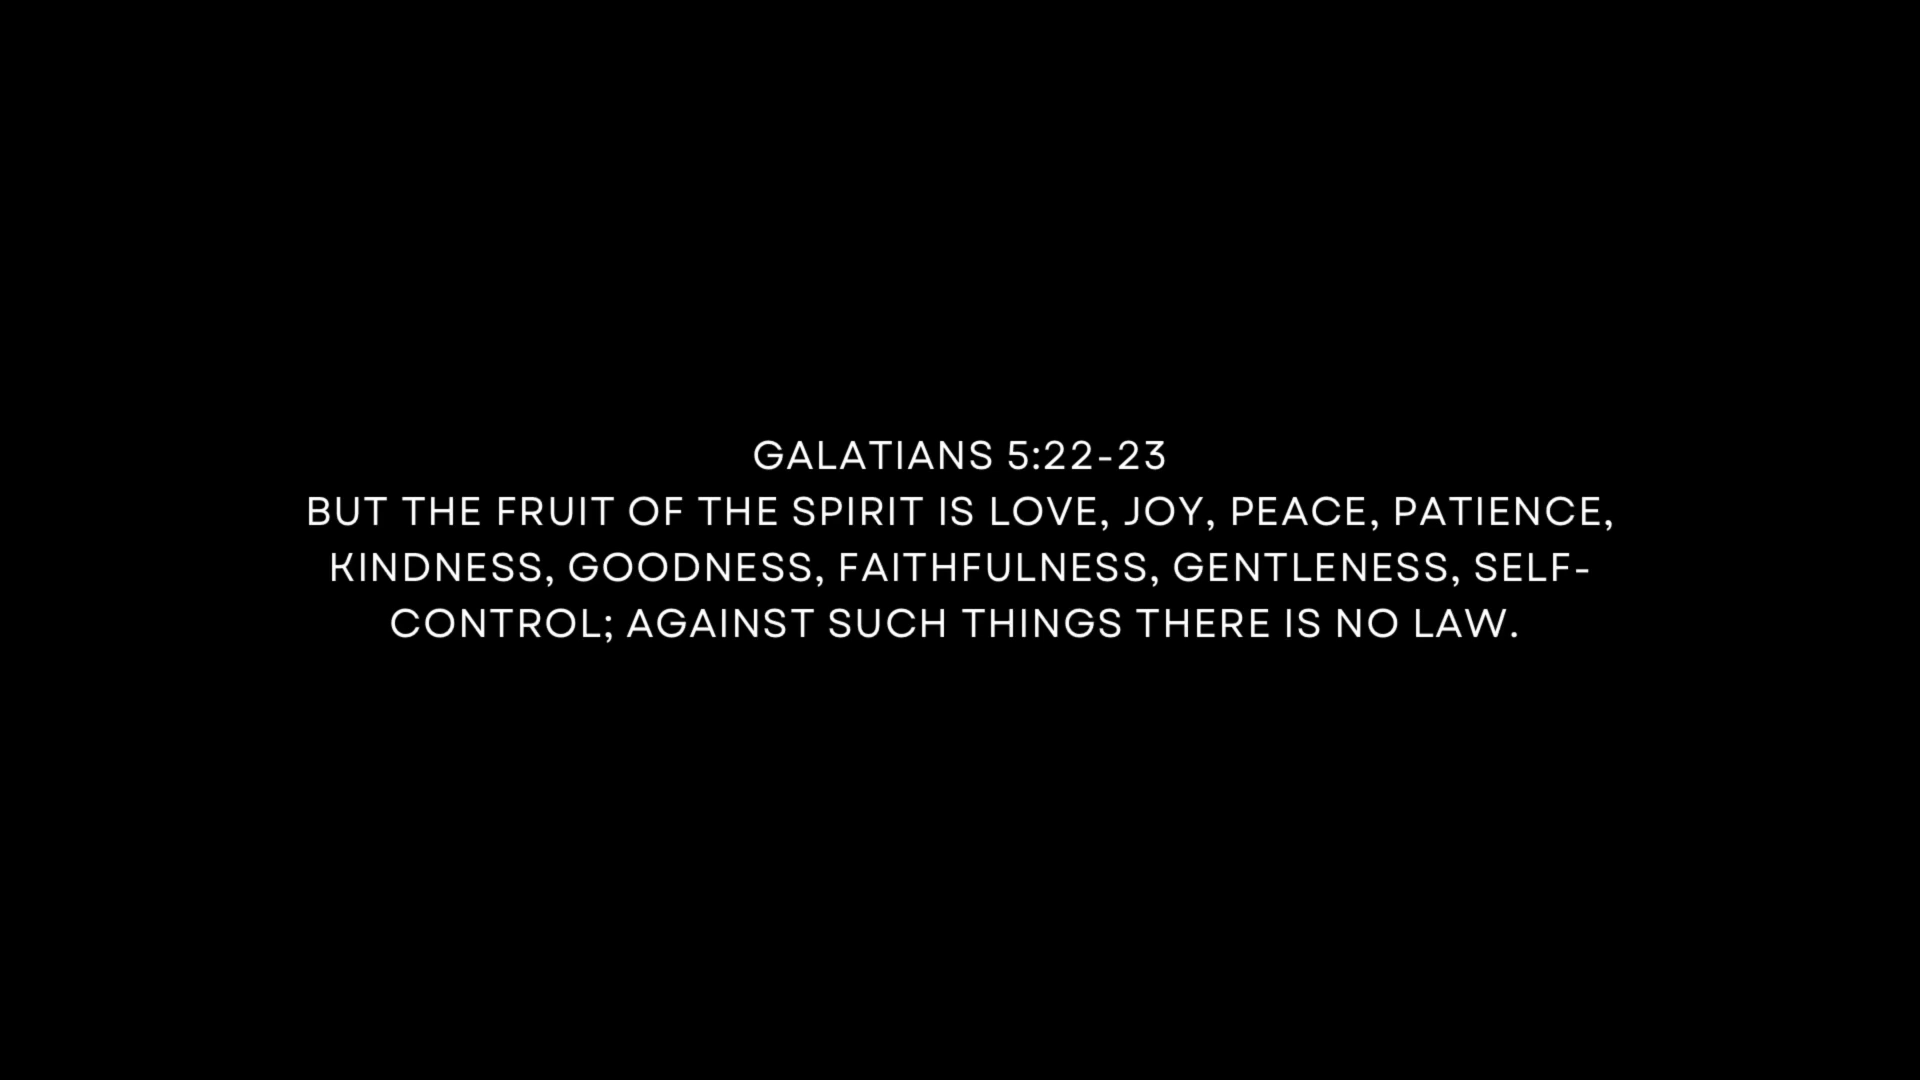 GALATIANS 5:22-23
BUT THE FRUIT OF THE SPIRIT IS LOVE, JOY, PEACE, PATIENCE,
KINDNESS, GOODNESS, FAITHFULNESS, GENTLENESS, SELF-
CONTROL; AGAINST SUCH THINGS THERE IS NO LAW.